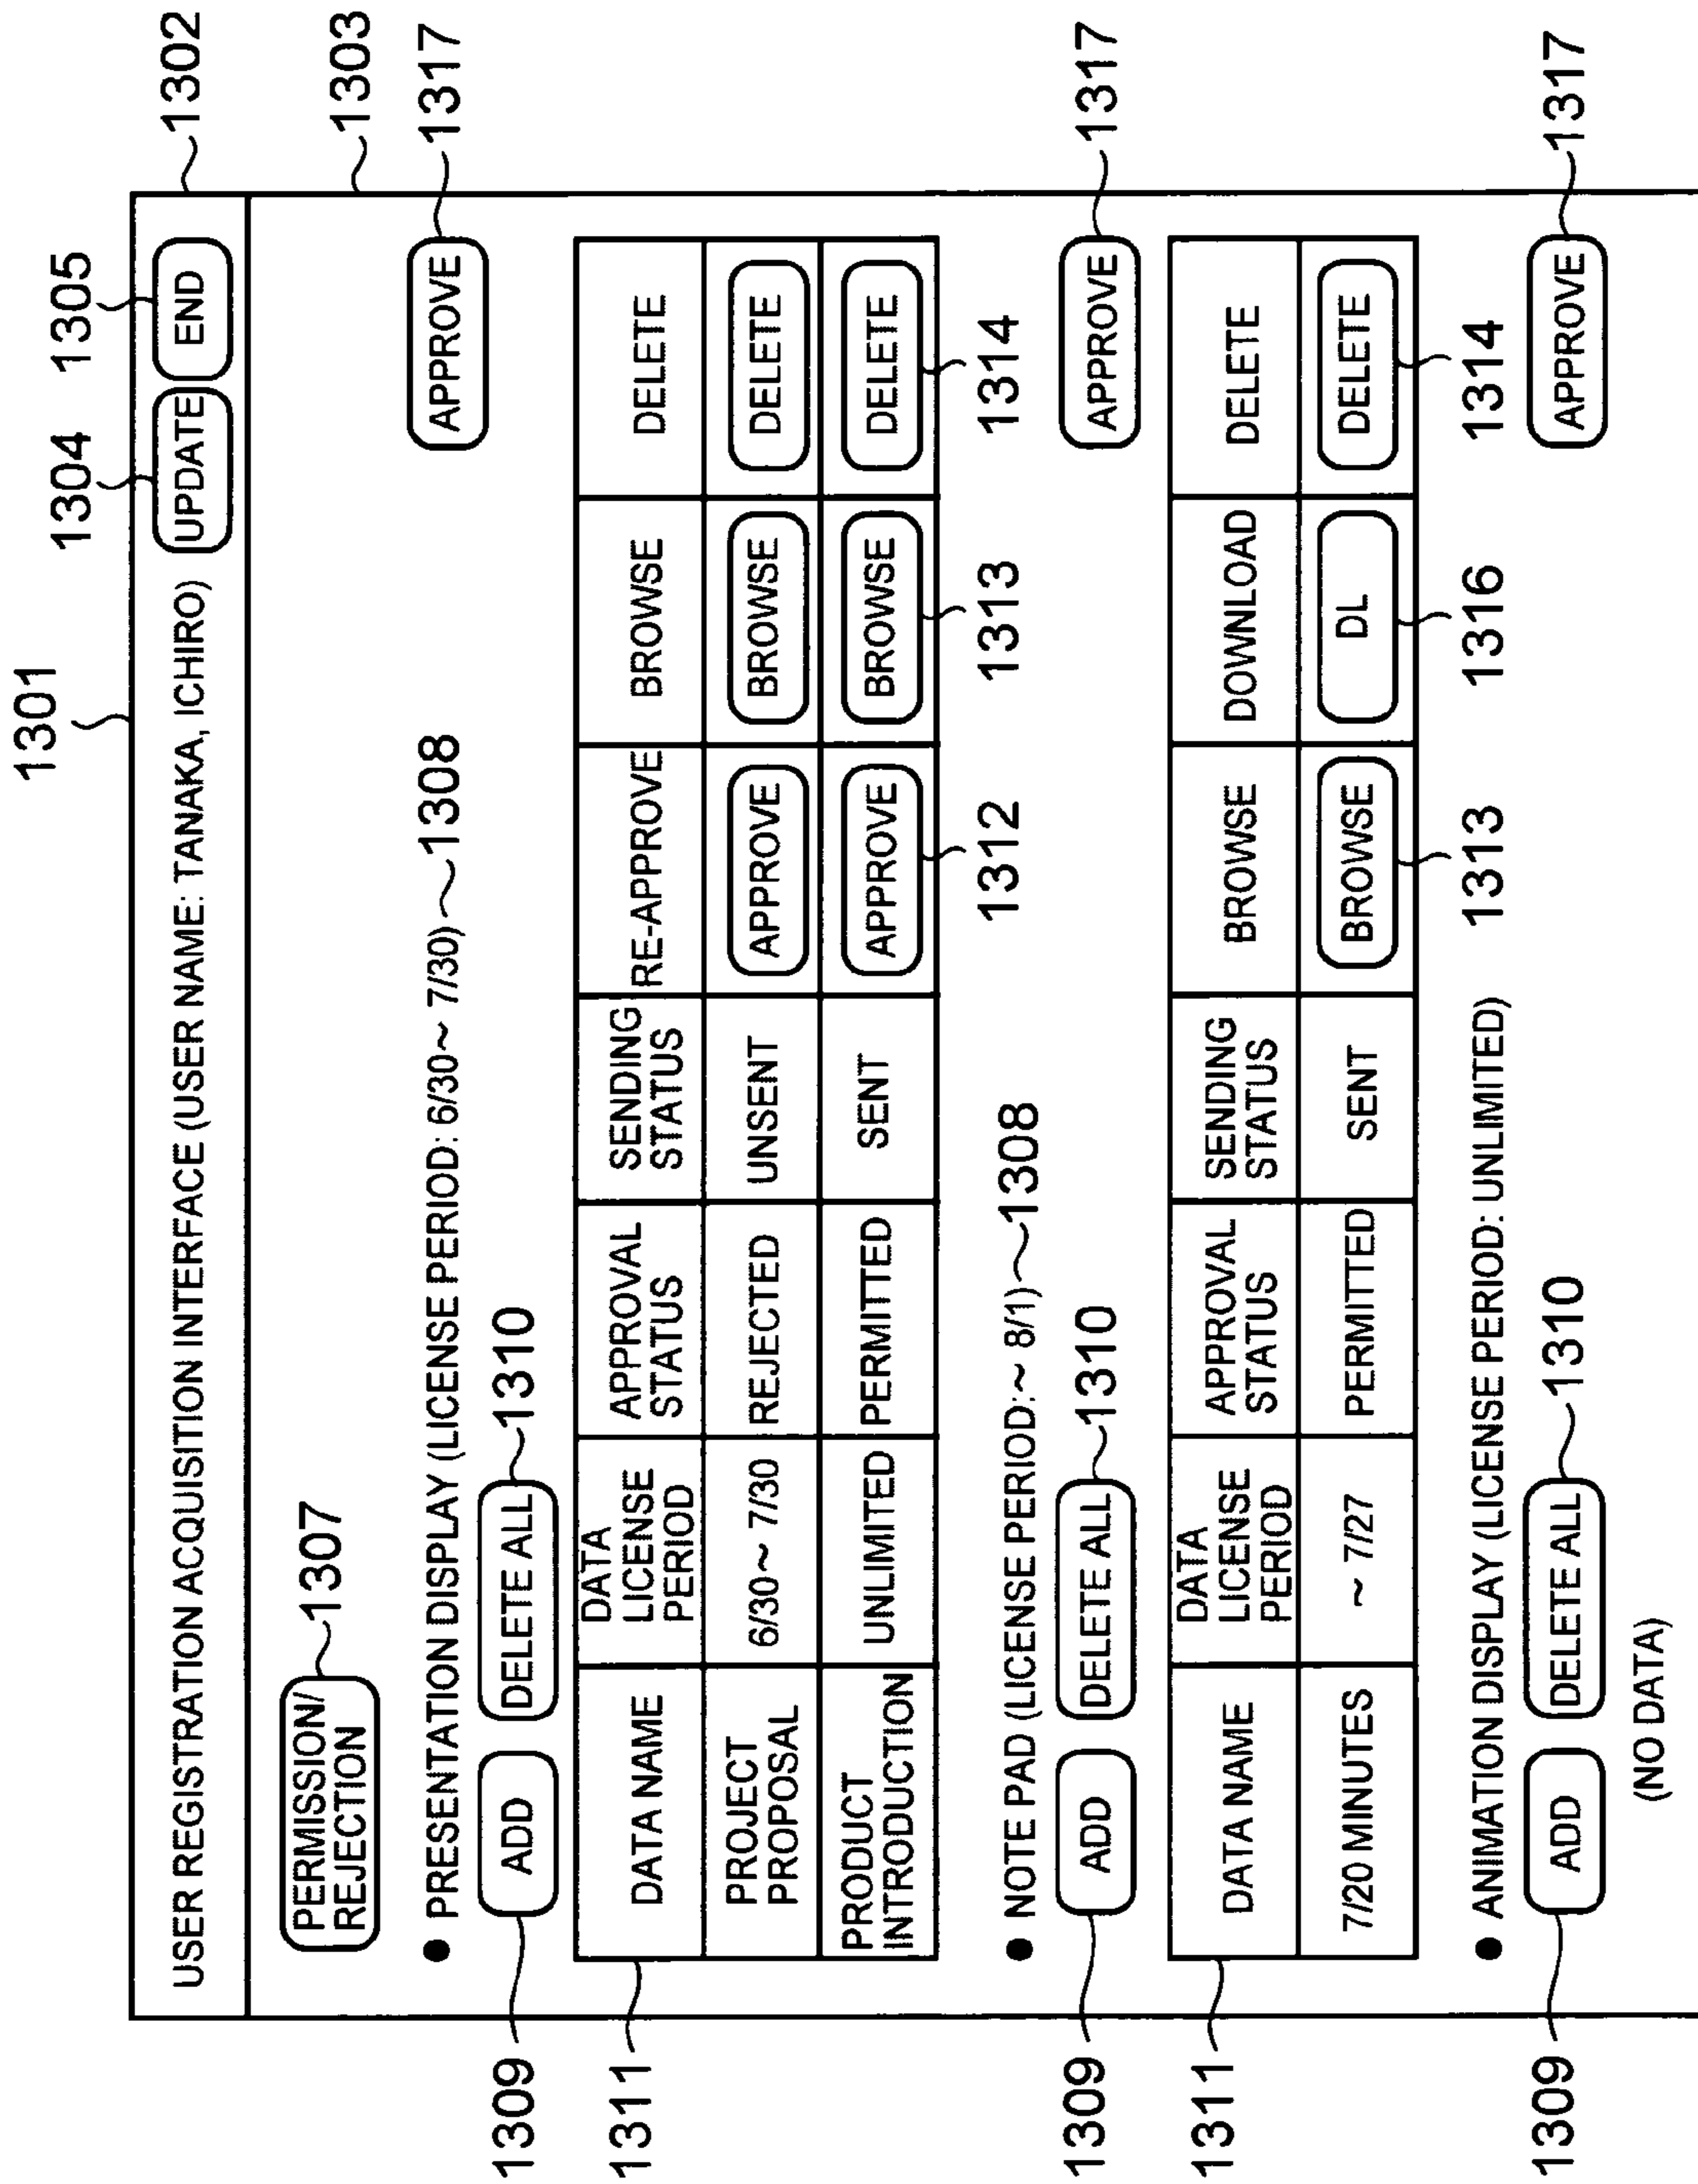 1301
1304 1305
USER REGISTRATION ACQUISITION INTERFACE (USER NAME: TANAKA, ICHIRO) UPDATE END 1302
1303
PERMISSION/
REJECTION
1307
● PRESENTATION DISPLAY (LICENSE PERIOD: 6/30~ 7/30) 1308 APPROVE 1317
1309 ADD DELETE ALL 1310
1311
DATA NAME DATA LICENSE PERIOD APPROVAL STATUS SENDING STATUS RE-APPROVE BROWSE DELETE
PROJECT PROPOSAL 6/30~ 7/30 REJECTED UNSENT APPROVE BROWSE DELETE
PRODUCT INTRODUCTION UNLIMITED PERMITTED SENT APPROVE BROWSE DELETE
1312 1313 1314
● NOTE PAD (LICENSE PERIOD:~ 8/1) 1308
1309 ADD DELETE ALL 1310 APPROVE 1317
1311
DATA NAME DATA LICENSE PERIOD APPROVAL STATUS SENDING STATUS BROWSE DOWNLOAD DELETE
7/20 MINUTES ~ 7/27 PERMITTED SENT BROWSE DL DELETE
1313 1316 1314
● ANIMATION DISPLAY (LICENSE PERIOD: UNLIMITED)
1309 ADD DELETE ALL 1310 APPROVE 1317
(NO DATA)